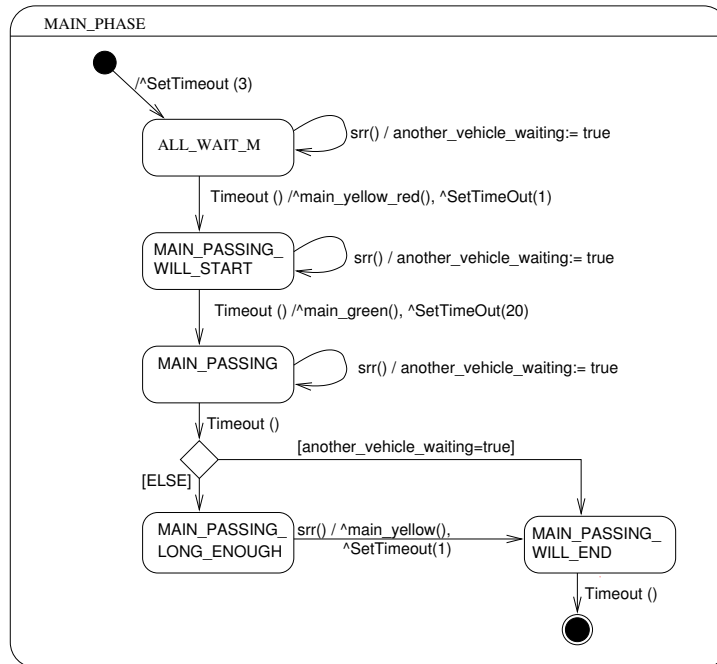 MAIN_PHASE
/^SetTimeout (3)
ALL_WAIT_M
srr() / another_vehicle_waiting:= true
Timeout () /^main_yellow_red(), ^SetTimeOut(1)
MAIN_PASSING_
WILL_START
srr() / another_vehicle_waiting:= true
Timeout () /^main_green(), ^SetTimeOut(20)
MAIN_PASSING
srr() / another_vehicle_waiting:= true
Timeout ()
[another_vehicle_waiting=true]
[ELSE]
MAIN_PASSING_
LONG_ENOUGH
srr() / ^main_yellow(),
^SetTimeout(1)
MAIN_PASSING_
WILL_END
Timeout ()